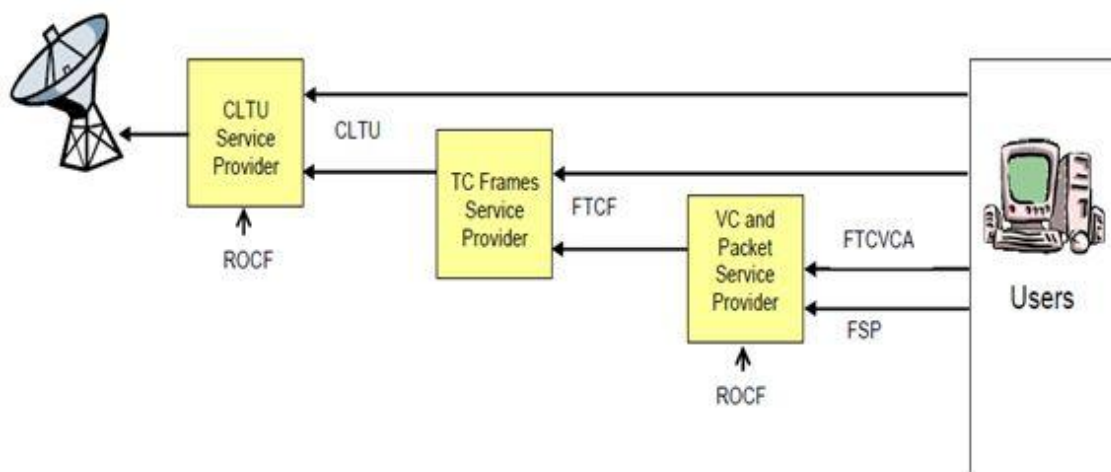 CLTU
Service
Provider
CLTU
ROCF
TC Frames
Service
Provider
FTCF
VC and
Packet
Service
Provider
FTCVCA
FSP
ROCF
Users